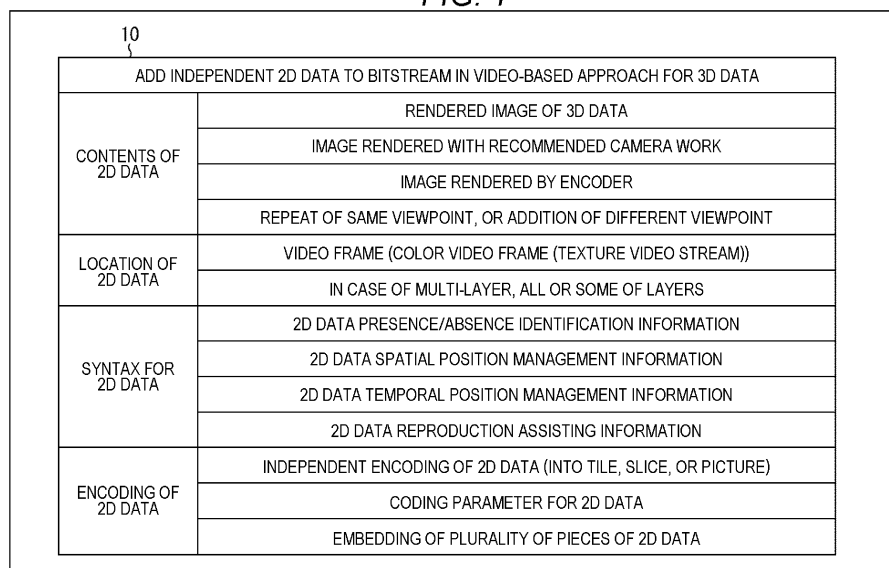 10
ADD INDEPENDENT 2D DATA TO BITSTREAM IN VIDEO-BASED APPROACH FOR 3D DATA
CONTENTS OF
2D DATA
RENDERED IMAGE OF 3D DATA
IMAGE RENDERED WITH RECOMMENDED CAMERA WORK
IMAGE RENDERED BY ENCODER
REPEAT OF SAME VIEWPOINT, OR ADDITION OF DIFFERENT VIEWPOINT
LOCATION OF
2D DATA
VIDEO FRAME (COLOR VIDEO FRAME (TEXTURE VIDEO STREAM))
IN CASE OF MULTI-LAYER, ALL OR SOME OF LAYERS
SYNTAX FOR
2D DATA
2D DATA PRESENCE/ABSENCE IDENTIFICATION INFORMATION
2D DATA SPATIAL POSITION MANAGEMENT INFORMATION
2D DATA TEMPORAL POSITION MANAGEMENT INFORMATION
2D DATA REPRODUCTION ASSISTING INFORMATION
ENCODING OF
2D DATA
INDEPENDENT ENCODING OF 2D DATA (INTO TILE, SLICE, OR PICTURE)
CODING PARAMETER FOR 2D DATA
EMBEDDING OF PLURALITY OF PIECES OF 2D DATA